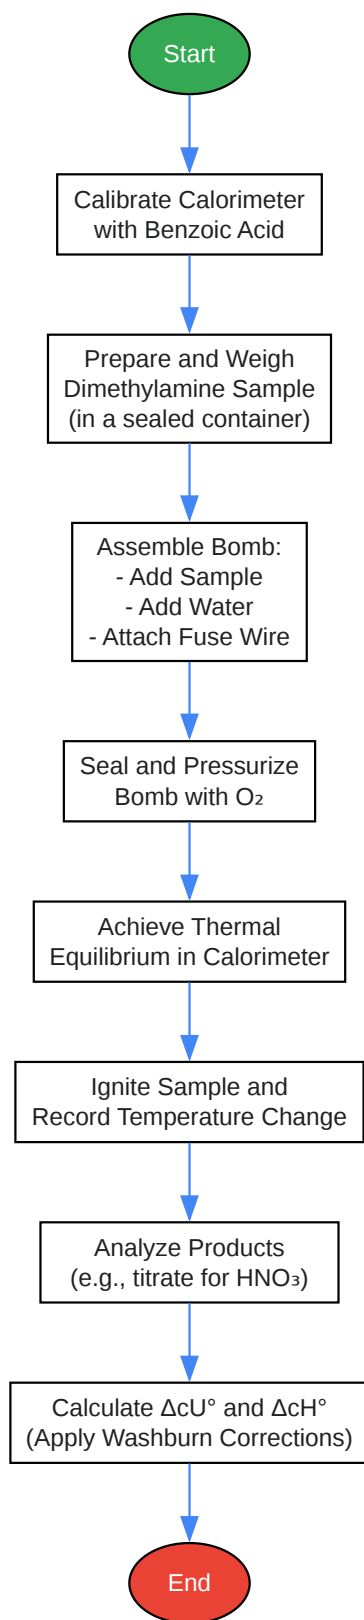 Start
Calibrate Calorimeter
with Benzoic Acid
Prepare and Weigh
Dimethylamine Sample
(in a sealed container)
Assemble Bomb:
- Add Sample
- Add Water
- Attach Fuse Wire
Seal and Pressurize
Bomb with O₂
Achieve Thermal
Equilibrium in Calorimeter
Ignite Sample and
Record Temperature Change
Analyze Products
(e.g., titrate for HNO₃)
Calculate ΔcU° and ΔcH°
(Apply Washburn Corrections)
End